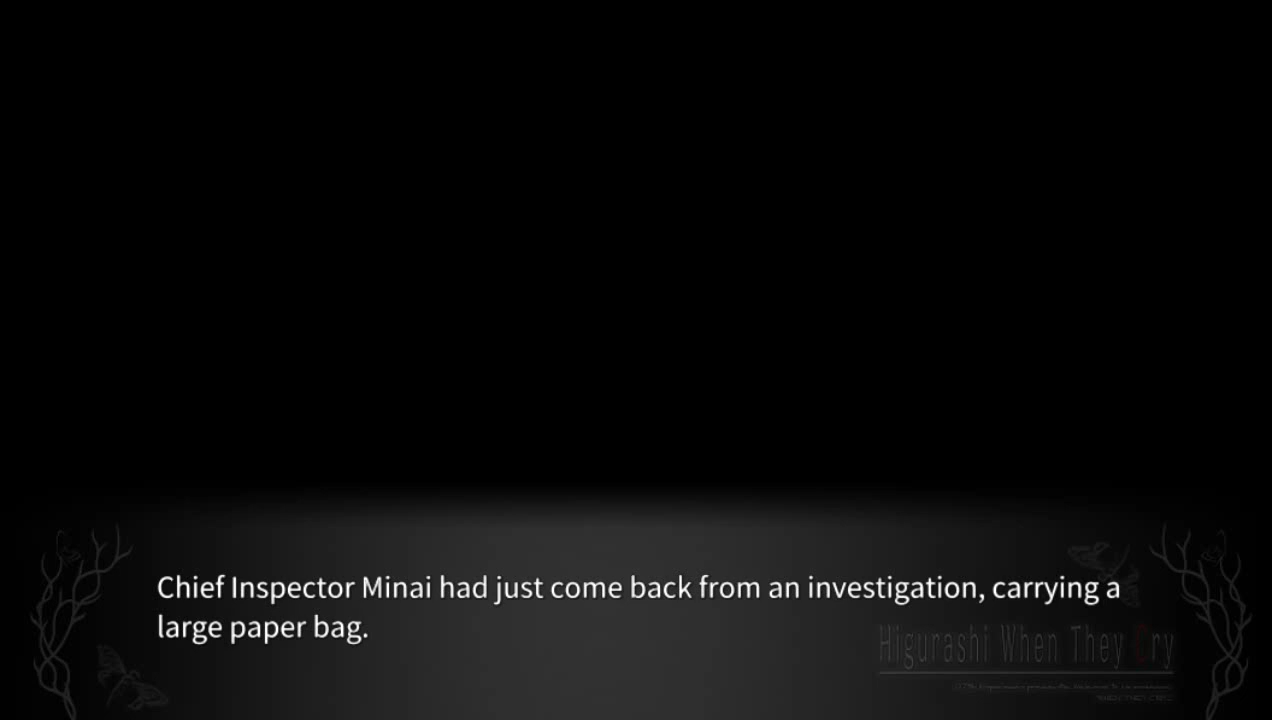 Chief Inspector Minai had just come back from an investigation, carrying a
large paper bag.
Higurashi When They Cry